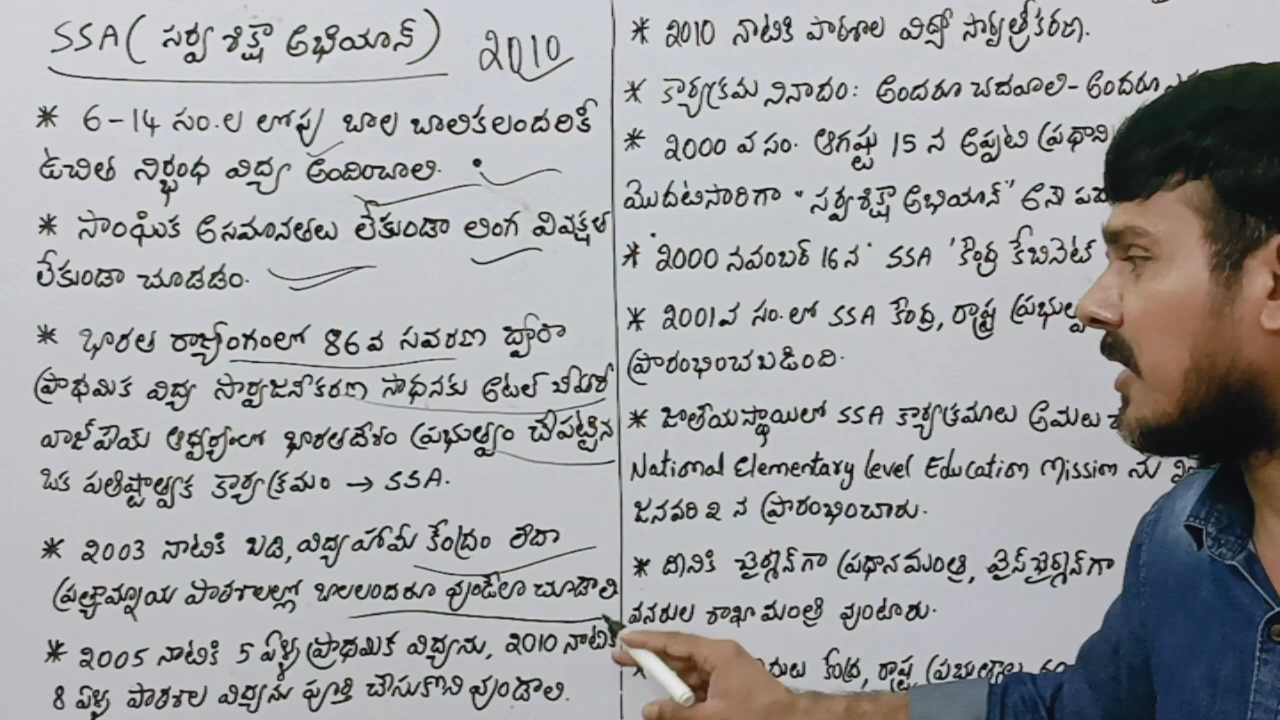 SSA ( సర్వ శిక్షా అభియాన్ ) 2010
* 6-14 సం.ల లోపు బాల బాలికలందరికీ
ఉచిత నిర్భంధ విద్య అందించాలి.
* సాంఘిక అసమానతలు లేకుండా లింగ వివక్షత
లేకుండా చూడడం.
* భారత రాజ్యాంగంలో 86వ సవరణ ద్వారా
ప్రాథమిక విద్య సార్వజనీకరణ సాధనకు అటల్ బిహారీ
వాజ్‌పేయ్ ఆధ్వర్యంలో భారతదేశం ప్రభుత్వం చేపట్టిన
ఒక ప్రతిష్టాత్మక కార్యక్రమం → SSA.
* 2003 నాటికి బడి, విద్యా హామీ కేంద్రం లేదా
ప్రత్యామ్నాయ పాఠశాలల్లో బాలలందరూ వుండేలా చూడాలి
* 2005 నాటికి 5 ఏళ్ళ ప్రాథమిక విద్యను, 2010 నాటికి
8 ఏళ్ళ పాఠశాల విద్యను పూర్తి చేసుకొని వుండాలి.
* 2010 నాటికి పాఠశాల విద్యా సార్వత్రీకరణ.
* కార్యక్రమ నినాదం: అందరూ చదవాలి - అందరూ
* 2000 వ సం. ఆగష్టు 15 న అప్పటి ప్రధాని
మొదటిసారిగా "సర్వశిక్షా అభియాన్" అనే
* 2000 నవంబర్ 16 న 'SSA' కేంద్ర కేబినెట్
* 2001వ సం.లో SSA కేంద్ర, రాష్ట్ర
ప్రారంభించబడింది.
* జాతీయస్థాయిలో SSA కార్యక్రమాలు అమలు
National Elementary Level Education Mission ను
జనవరి 2 న ప్రారంభించారు.
* దీనికి ఛైర్మన్‌గా ప్రధానమంత్రి, వైస్ ఛైర్మన్‌గా
వనరుల శాఖా మంత్రి వుంటారు.
* కేంద్ర, రాష్ట్ర ప్రభుత్వాలు